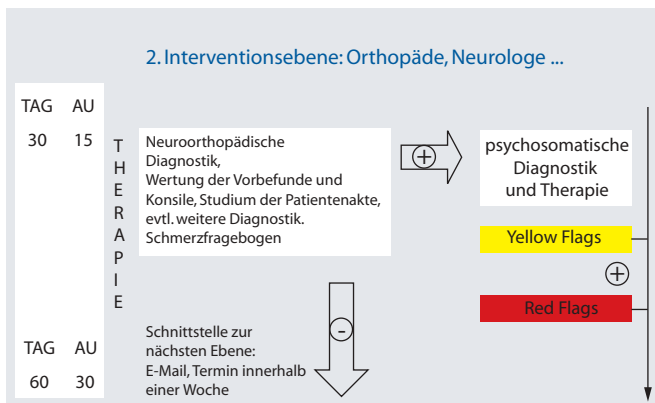 2. Interventionsebene: Orthopäde, Neurologe ...
TAG AU
30 15
THERAPIE
Neuroorthopädische
Diagnostik,
Wertung der Vorbefunde und
Konsile, Studium der Patientenakte,
evtl. weitere Diagnostik.
Schmerzfragebogen
+
psychosomatische
Diagnostik
und Therapie
Yellow Flags
+
Red Flags
-
Schnittstelle zur
nächsten Ebene:
E-Mail, Termin innerhalb
einer Woche
TAG AU
60 30